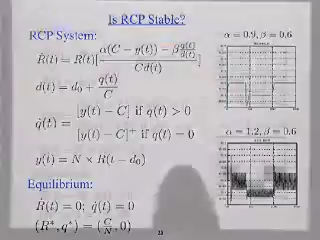 Is RCP Stable?
RCP System:
α = 0.9, β = 0.6
Ṙ(t) = R(t)[ (α(C − y(t)) − β q(t)/d(t)) / (C d(t)) ]
d(t) = d₀ + q(t)/C
q̇(t) = [y(t) − C] if q(t) > 0
[y(t) − C]⁺ if q(t) = 0
α = 1.2, β = 0.6
y(t) = N × R(t − d₀)
Equilibrium:
Ṙ(t) = 0; q̇(t) = 0
(R*, q*) = (C/N, 0)